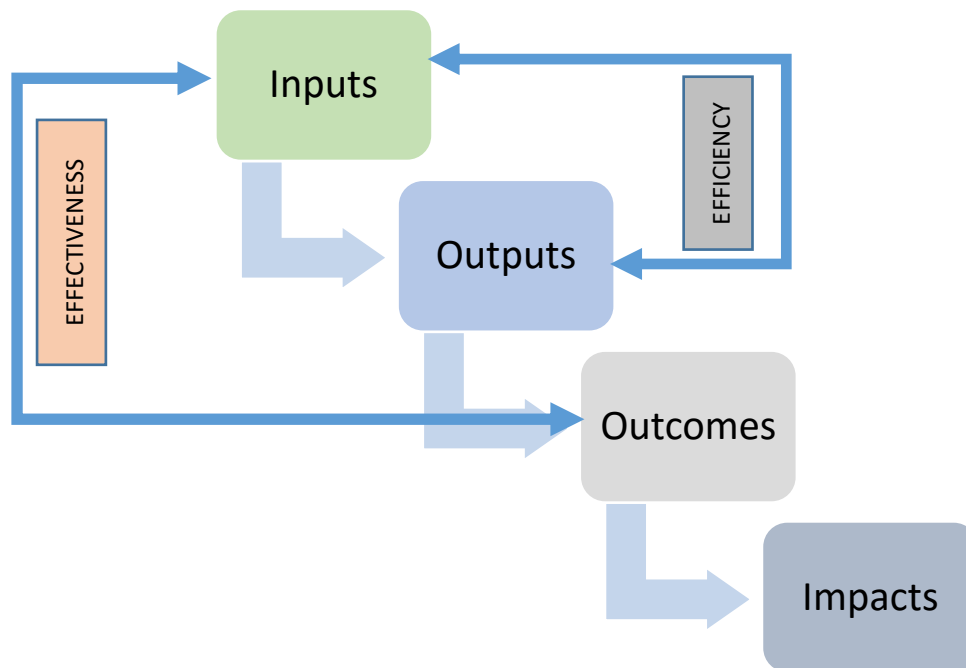 Inputs
EFFICIENCY
EFFECTIVENESS
Outputs
Outcomes
Impacts